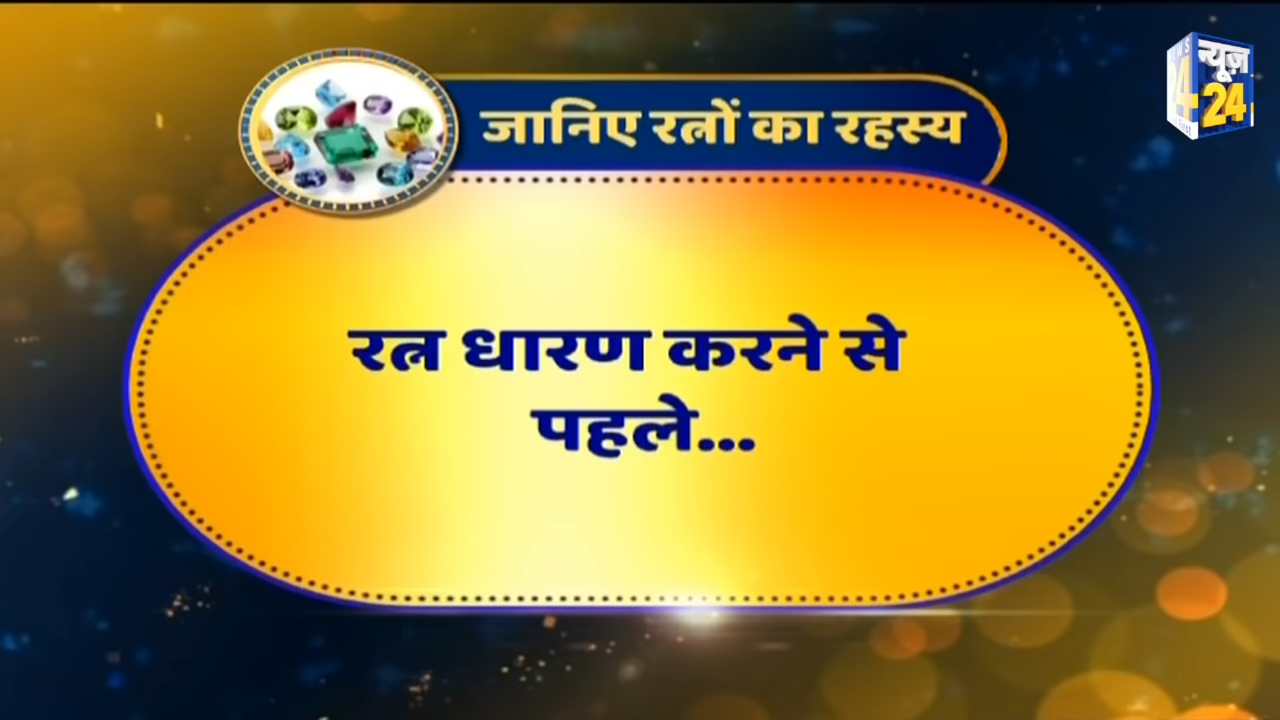 जानिए रत्नों का रहस्य
न्यूज़
24
रत्न धारण करने से
पहले...